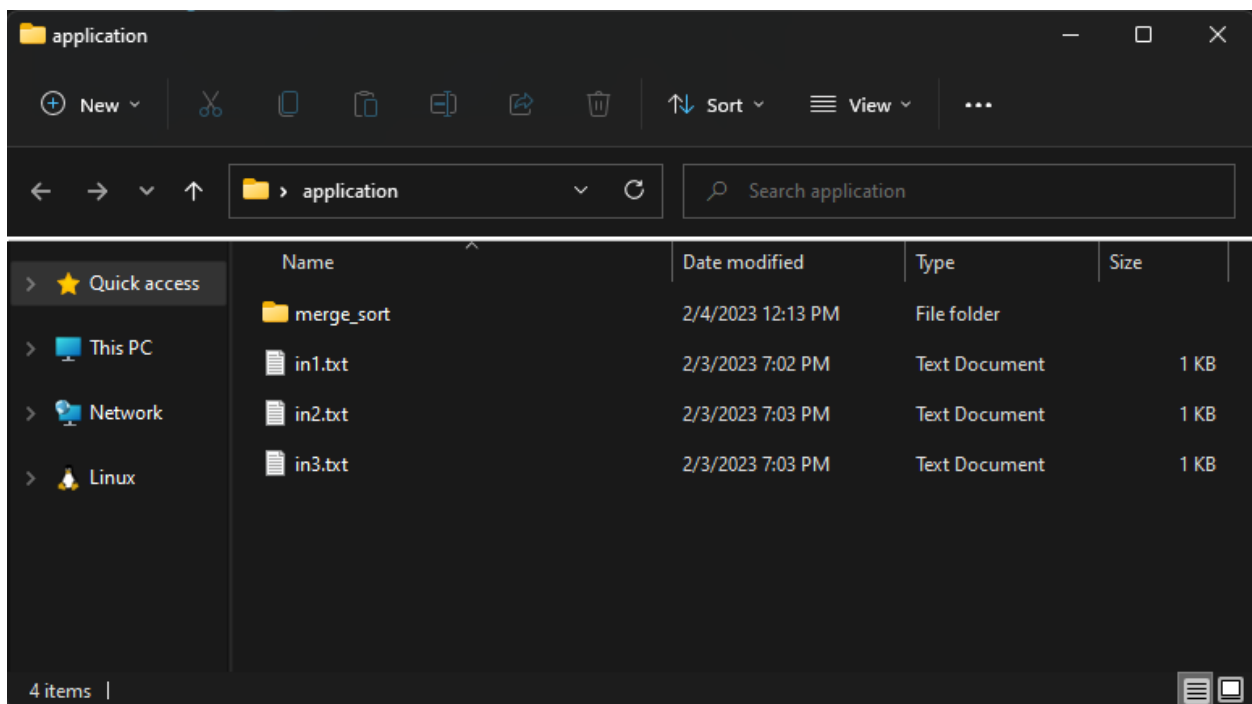 application
New
Sort
View
application
Search application
Name Date modified Type Size
Quick access
This PC
Network
Linux
merge_sort 2/4/2023 12:13 PM File folder
in1.txt 2/3/2023 7:02 PM Text Document 1 KB
in2.txt 2/3/2023 7:03 PM Text Document 1 KB
in3.txt 2/3/2023 7:03 PM Text Document 1 KB
4 items